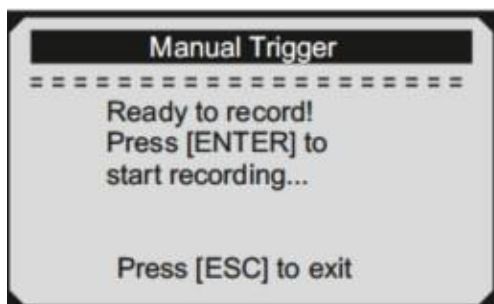 Manual Trigger
= = = = = = = = = = = = = = = = = = = =
Ready to record!
Press [ENTER] to
start recording...
Press [ESC] to exit